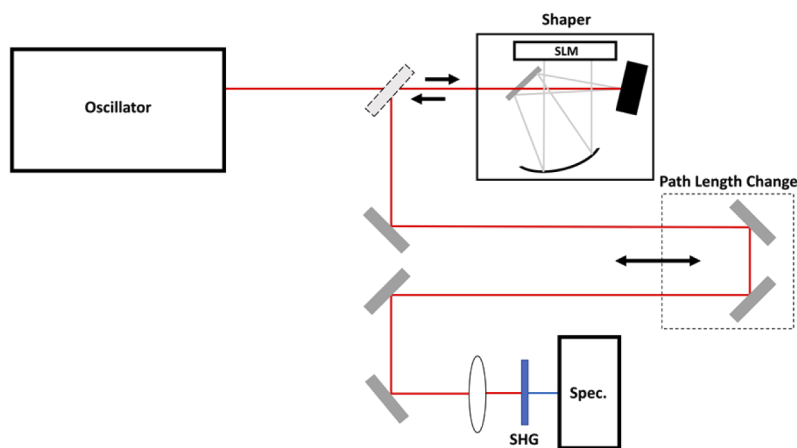 Shaper
SLM
Oscillator
Path Length Change
Spec.
SHG